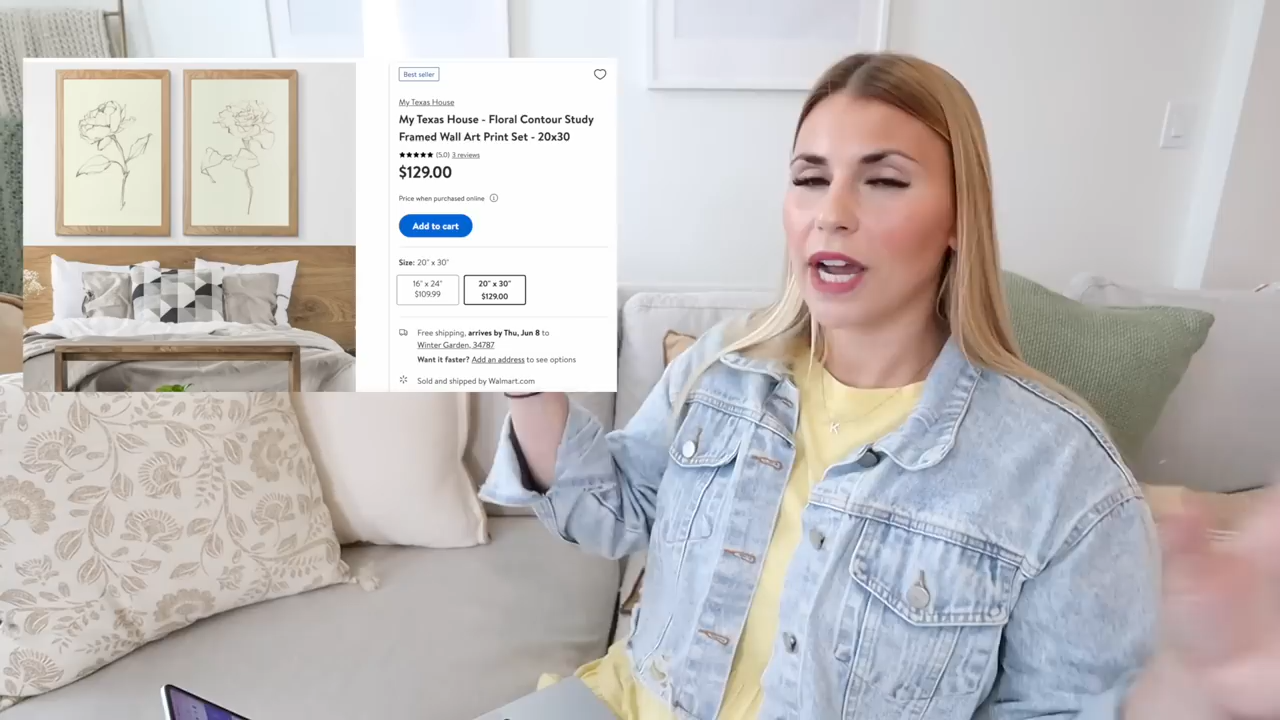 Best seller
My Texas House
My Texas House - Floral Contour Study
Framed Wall Art Print Set - 20x30
(5.0) 3 reviews
$129.00
Price when purchased online
Add to cart
Size: 20" x 30"
16" x 24"
$109.99
20" x 30"
$129.00
Free shipping, arrives by Thu, Jun 8 to
Winter Garden, 34787
Want it faster? Add an address to see options
Sold and shipped by Walmart.com
K